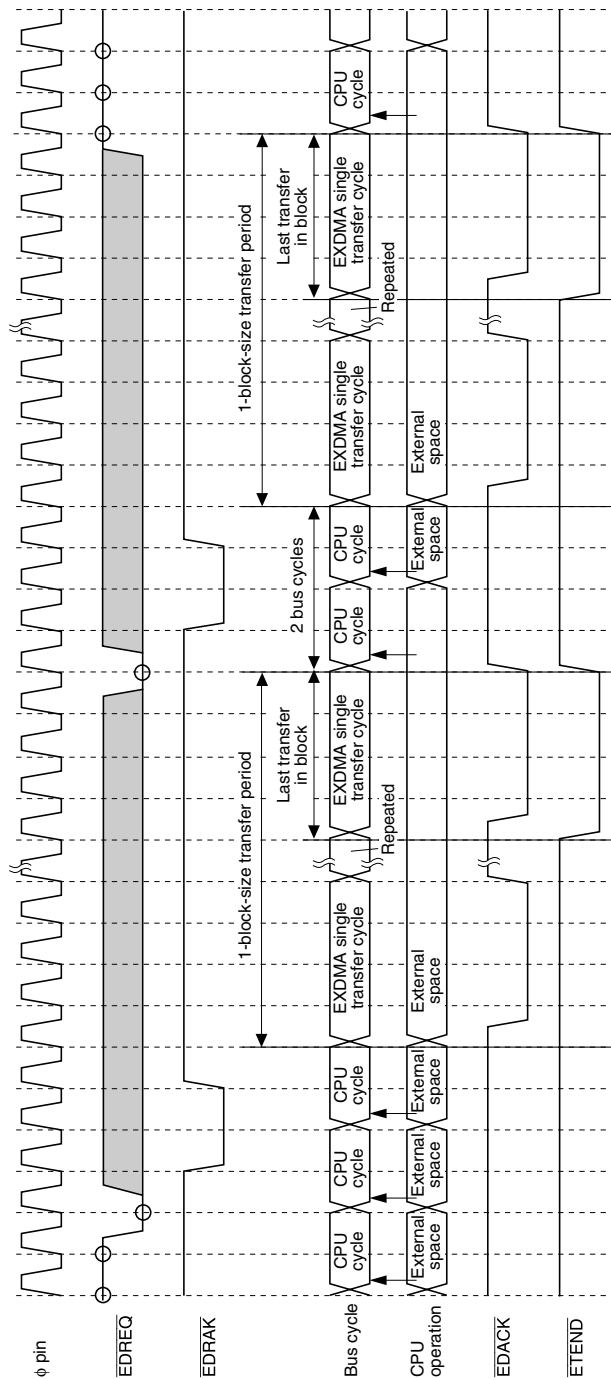 φ pin
EDREQ
EDRAK
1-block-size transfer period
1-block-size transfer period
Last transfer
in block
2 bus cycles
Last transfer
in block
Bus cycle
CPU
cycle
CPU
cycle
CPU
cycle
EXDMA single
transfer cycle
EXDMA single
transfer cycle
CPU
cycle
CPU
cycle
EXDMA single
transfer cycle
EXDMA single
transfer cycle
CPU
cycle
Repeated
Repeated
CPU
operation
External
space
External
space
External
space
External
space
External
space
External
space
EDACK
ETEND